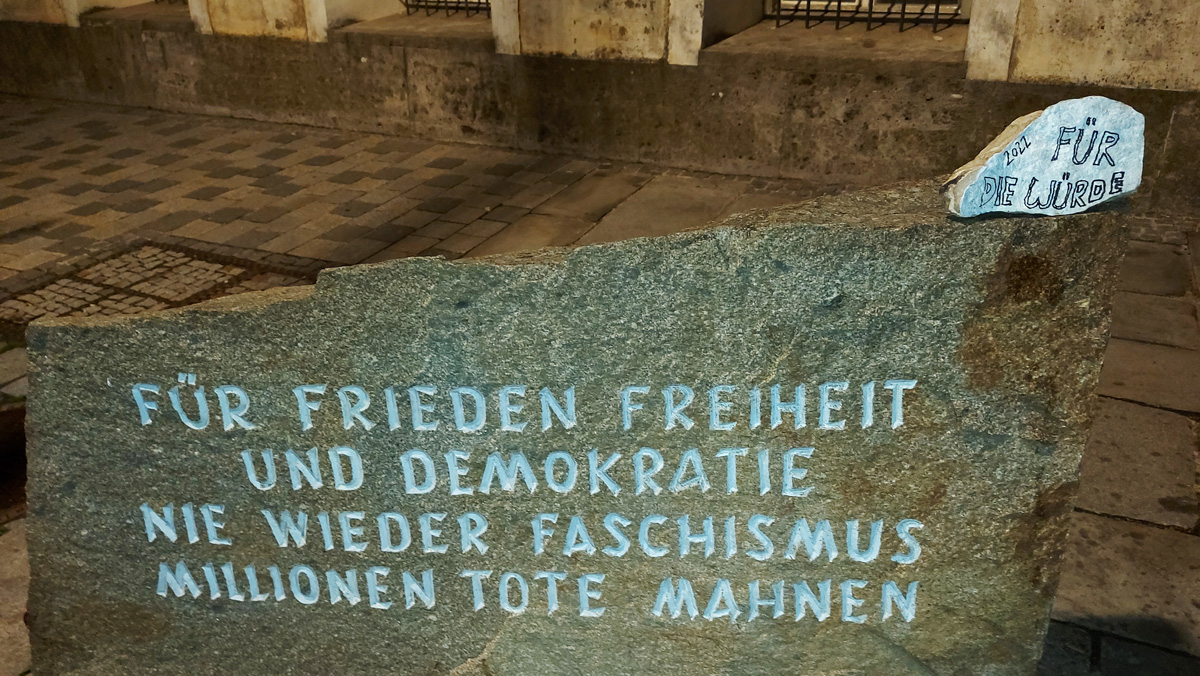 2022
FÜR
DIE WÜRDE
FÜR FRIEDEN FREIHEIT
UND DEMOKRATIE
NIE WIEDER FASCHISMUS
MILLIONEN TOTE MAHNEN